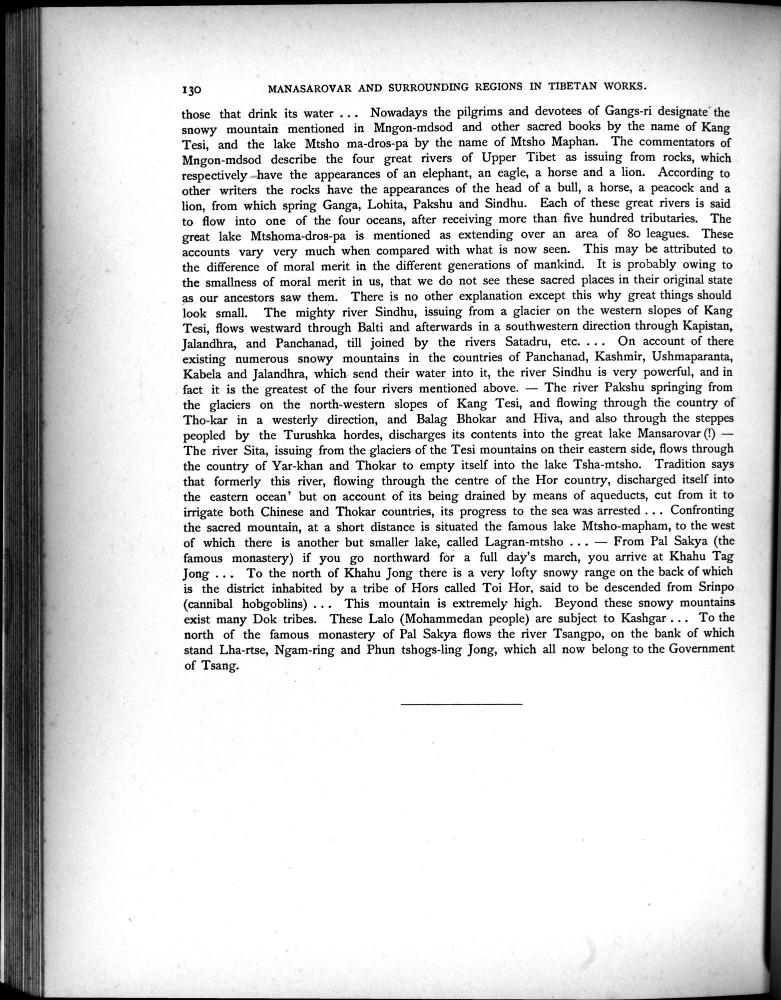 130 MANASAROVAR AND SURROUNDING REGIONS IN TIBETAN WORKS.
those that drink its water ... Nowadays the pilgrims and devotees of Gangs-ri designate the
snowy mountain mentioned in Mngon-mdsod and other sacred books by the name of Kang
Tesi, and the lake Mtsho ma-dros-pa by the name of Mtsho Maphan. The commentators of
Mngon-mdsod describe the four great rivers of Upper Tibet as issuing from rocks, which
respectively have the appearances of an elephant, an eagle, a horse and a lion. According to
other writers the rocks have the appearances of the head of a bull, a horse, a peacock and a
lion, from which spring Ganga, Lohita, Pakshu and Sindhu. Each of these great rivers is said
to flow into one of the four oceans, after receiving more than five hundred tributaries. The
great lake Mtshoma-dros-pa is mentioned as extending over an area of 80 leagues. These
accounts vary very much when compared with what is now seen. This may be attributed to
the difference of moral merit in the different generations of mankind. It is probably owing to
the smallness of moral merit in us, that we do not see these sacred places in their original state
as our ancestors saw them. There is no other explanation except this why great things should
look small. The mighty river Sindhu, issuing from a glacier on the western slopes of Kang
Tesi, flows westward through Balti and afterwards in a southwestern direction through Kapistan,
Jalandhra, and Panchanad, till joined by the rivers Satadru, etc. ... On account of there
existing numerous snowy mountains in the countries of Panchanad, Kashmir, Ushmaparanta,
Kabela and Jalandhra, which send their water into it, the river Sindhu is very powerful, and in
fact it is the greatest of the four rivers mentioned above. — The river Pakshu springing from
the glaciers on the north-western slopes of Kang Tesi, and flowing through the country of
Tho-kar in a westerly direction, and Balag Bhokar and Hiva, and also through the steppes
peopled by the Turushka hordes, discharges its contents into the great lake Mansarovar (!) —
The river Sita, issuing from the glaciers of the Tesi mountains on their eastern side, flows through
the country of Yar-khan and Thokar to empty itself into the lake Tsha-mtsho. Tradition says
that formerly this river, flowing through the centre of the Hor country, discharged itself into
the eastern ocean' but on account of its being drained by means of aqueducts, cut from it to
irrigate both Chinese and Thokar countries, its progress to the sea was arrested ... Confronting
the sacred mountain, at a short distance is situated the famous lake Mtsho-mapham, to the west
of which there is another but smaller lake, called Lagran-mtsho ... — From Pal Sakya (the
famous monastery) if you go northward for a full day's march, you arrive at Khahu Tag
Jong ... To the north of Khahu Jong there is a very lofty snowy range on the back of which
is the district inhabited by a tribe of Hors called Toi Hor, said to be descended from Srinpo
(cannibal hobgoblins) ... This mountain is extremely high. Beyond these snowy mountains
exist many Dok tribes. These Lalo (Mohammedan people) are subject to Kashgar ... To the
north of the famous monastery of Pal Sakya flows the river Tsangpo, on the bank of which
stand Lha-rtse, Ngam-ring and Phun tshogs-ling Jong, which all now belong to the Government
of Tsang.